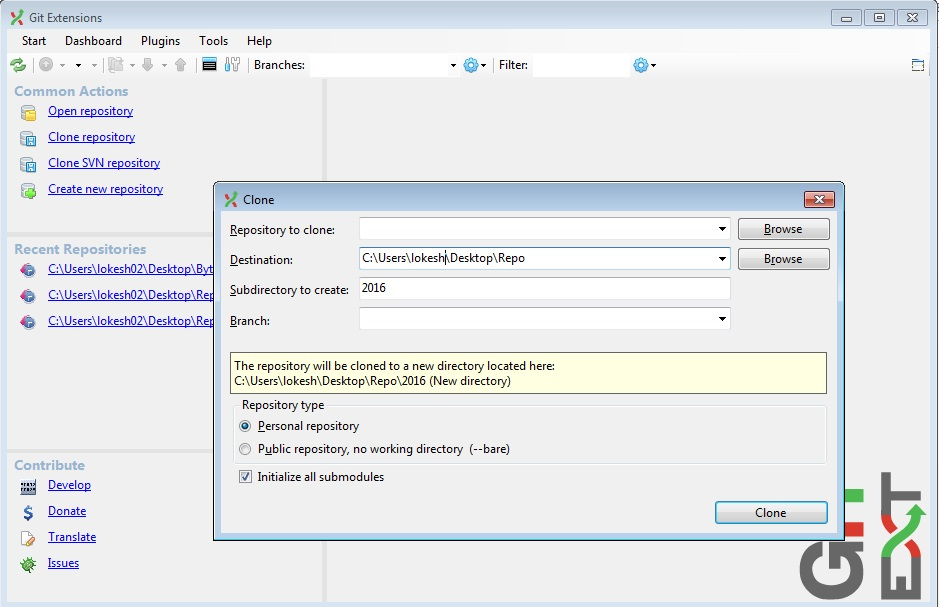 Git Extensions
Start Dashboard Plugins Tools Help
Branches: Filter:
Common Actions
Open repository
Clone repository
Clone SVN repository
Create new repository
Recent Repositories
C:\Users\lokesh02\Desktop\Byt
C:\Users\lokesh02\Desktop\Rep
C:\Users\lokesh02\Desktop\Rep
Contribute
Develop
Donate
Translate
Issues
Clone
Repository to clone: Browse
Destination: C:\Users\lokesh\Desktop\Repo Browse
Subdirectory to create: 2016
Branch:
The repository will be cloned to a new directory located here:
C:\Users\lokesh\Desktop\Repo\2016 (New directory)
Repository type
Personal repository
Public repository, no working directory (--bare)
Initialize all submodules
Clone
GIT
EXT